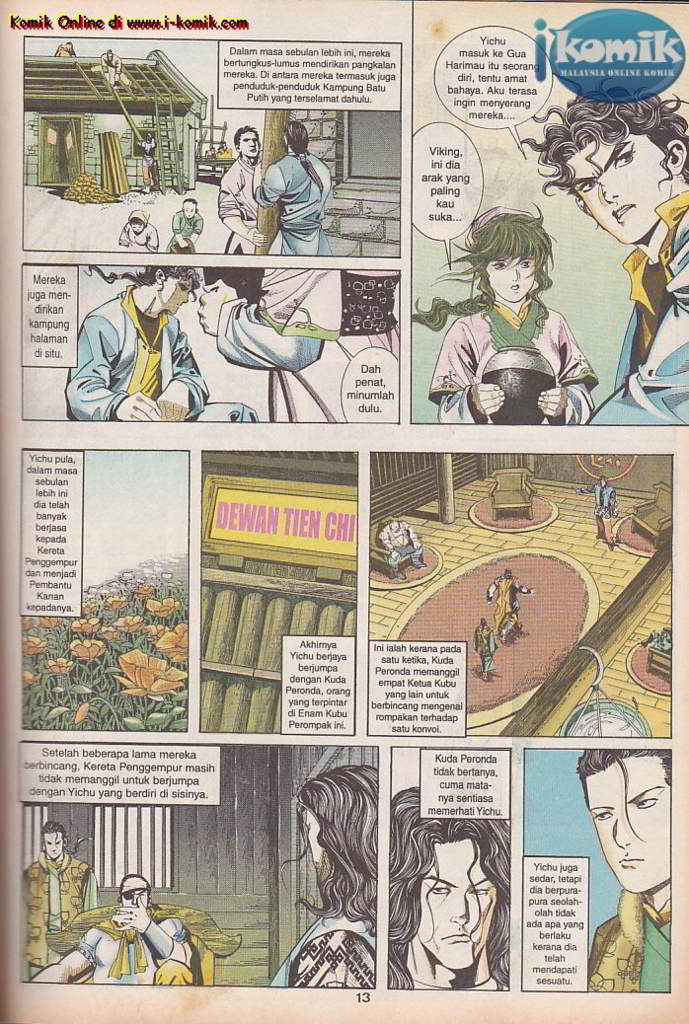 Komik Online di www.i-komik.com
ikomik
MALAYSIA ONLINE KOMIK
Dalam masa sebulan lebih ini, mereka
bertungkus-lumus mendirikan pangkalan
mereka. Di antara mereka termasuk juga
penduduk-penduduk Kampung Batu
Putih yang terselamat dahulu.
Yichu
masuk ke Gua
Harimau itu seorang
diri, tentu amat
bahaya. Aku terasa
ingin menyerang
mereka....
Viking,
ini dia
arak yang
paling
kau
suka...
Mereka
juga men-
dirikan
kampung
halaman
di situ.
Dah
penat,
minumlah
dulu.
Yichu pula,
dalam masa
sebulan
lebih ini
dia telah
banyak
berjasa
kepada
Kereta
Penggempur
dan menjadi
Pembantu
Kanan
kepadanya.
DEWAN TIEN CHI
Akhirnya
Yichu berjaya
berjumpa
dengan Kuda
Peronda, orang
yang terpintar
di Enam Kubu
Perompak ini.
Ini ialah kerana pada
satu ketika, Kuda
Peronda memanggil
empat Ketua Kubu
yang lain untuk
berbincang mengenai
rompakan terhadap
satu konvoi.
Setelah beberapa lama mereka
berbincang, Kereta Penggempur masih
tidak memanggil untuk berjumpa
dengan Yichu yang berdiri di sisinya.
Kuda Peronda
tidak bertanya,
cuma mata-
nya sentiasa
memerhati Yichu.
Yichu juga
sedar, tetapi
dia berpura-
pura seolah-
olah tidak
ada apa yang
berlaku
kerana dia
telah
mendapati
sesuatu.
13